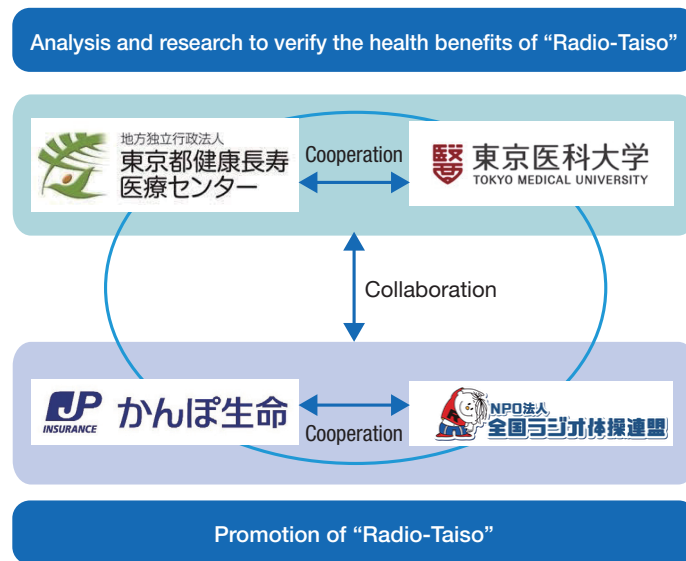 Analysis and research to verify the health benefits of “Radio-Taiso”
地方独立行政法人
東京都健康長寿
医療センター
Cooperation
醫
東京医科大学
TOKYO MEDICAL UNIVERSITY
Collaboration
JP
INSURANCE
かんぽ生命
Cooperation
NPO法人
全国ラジオ体操連盟
Promotion of “Radio-Taiso”